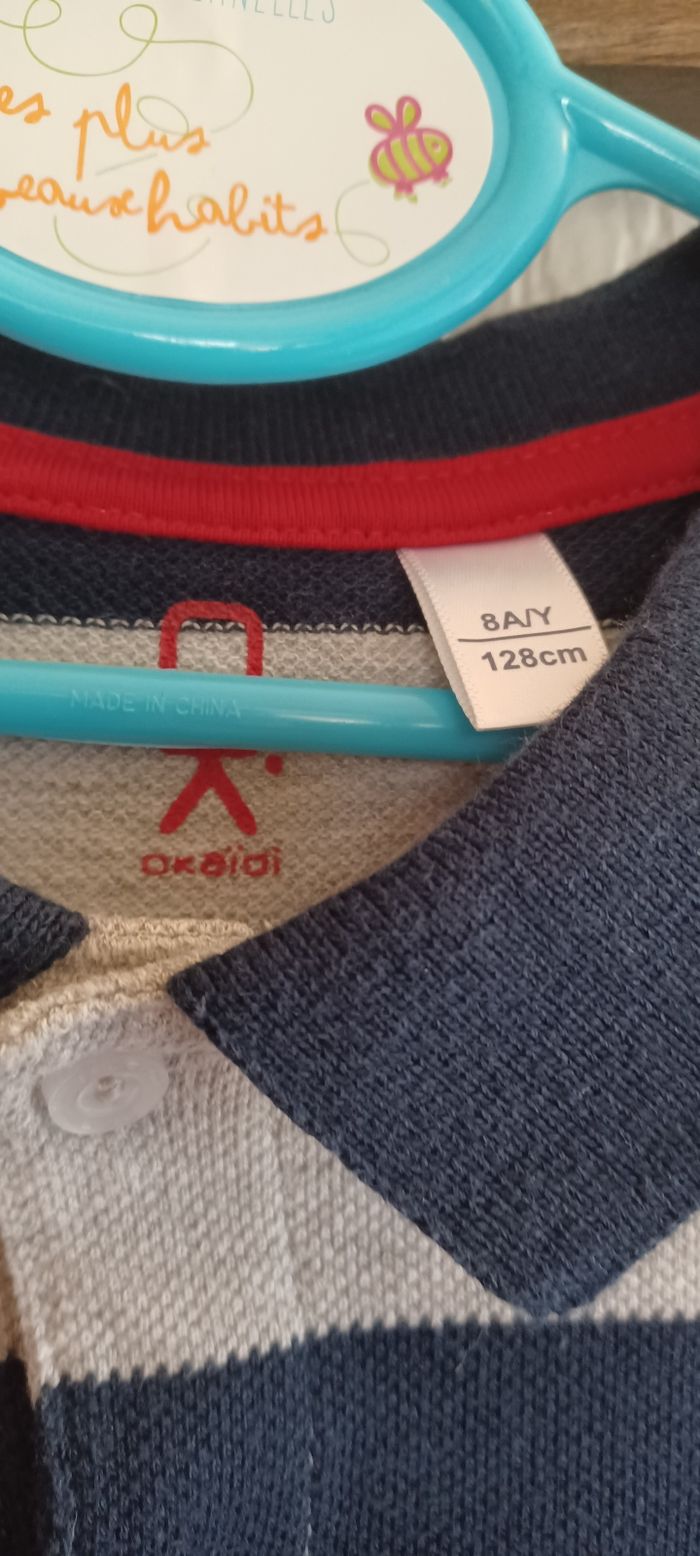 es plus
beaux habits
8A/Y
128cm
MADE IN CHINA
okaïdi